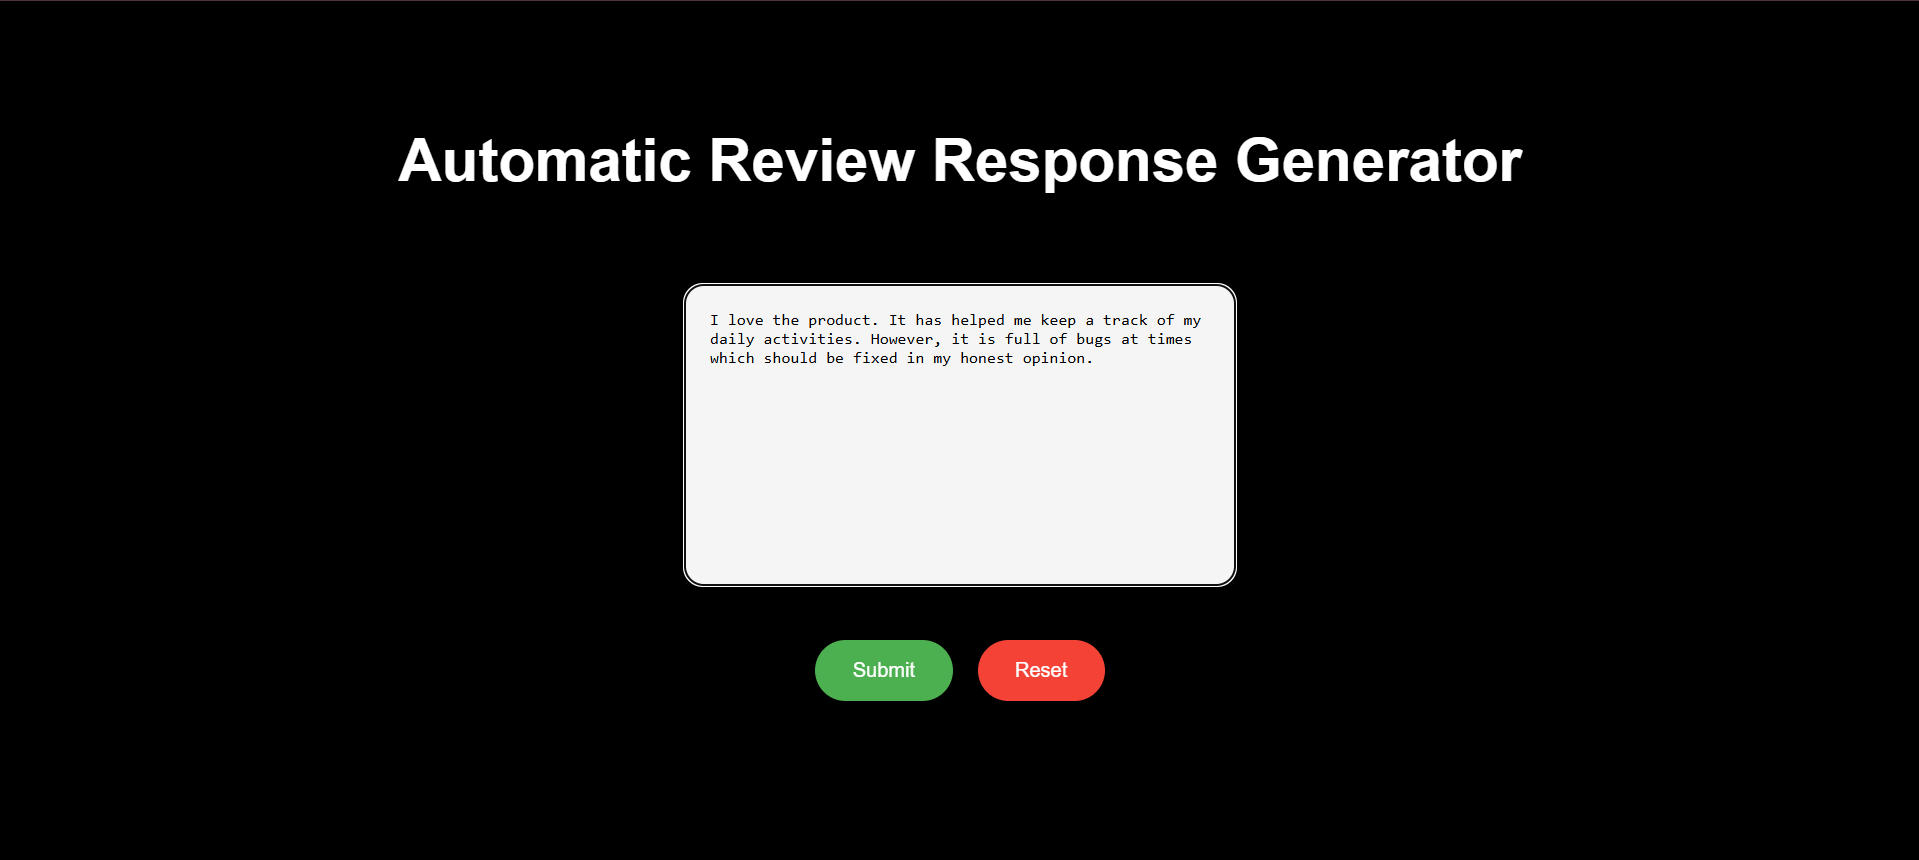 Automatic Review Response Generator
I love the product. It has helped me keep a track of my
daily activities. However, it is full of bugs at times
which should be fixed in my honest opinion.
Submit
Reset